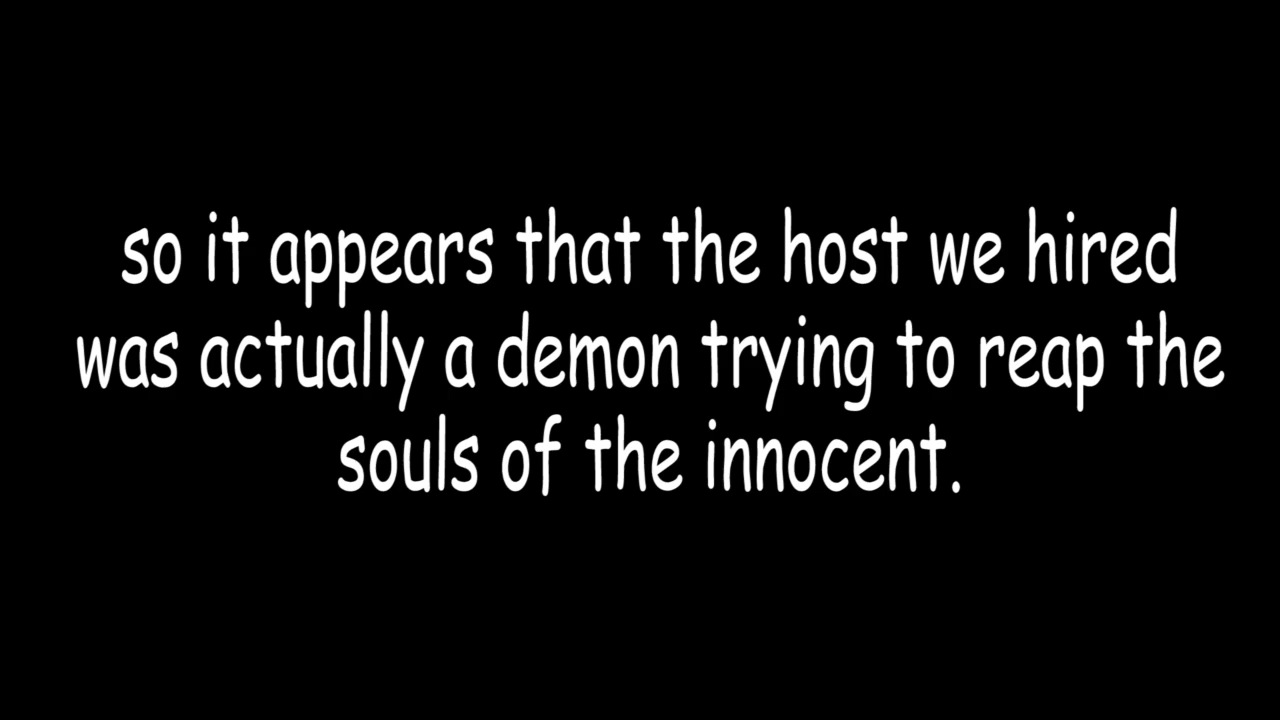 so it appears that the host we hired
was actually a demon trying to reap the
souls of the innocent.